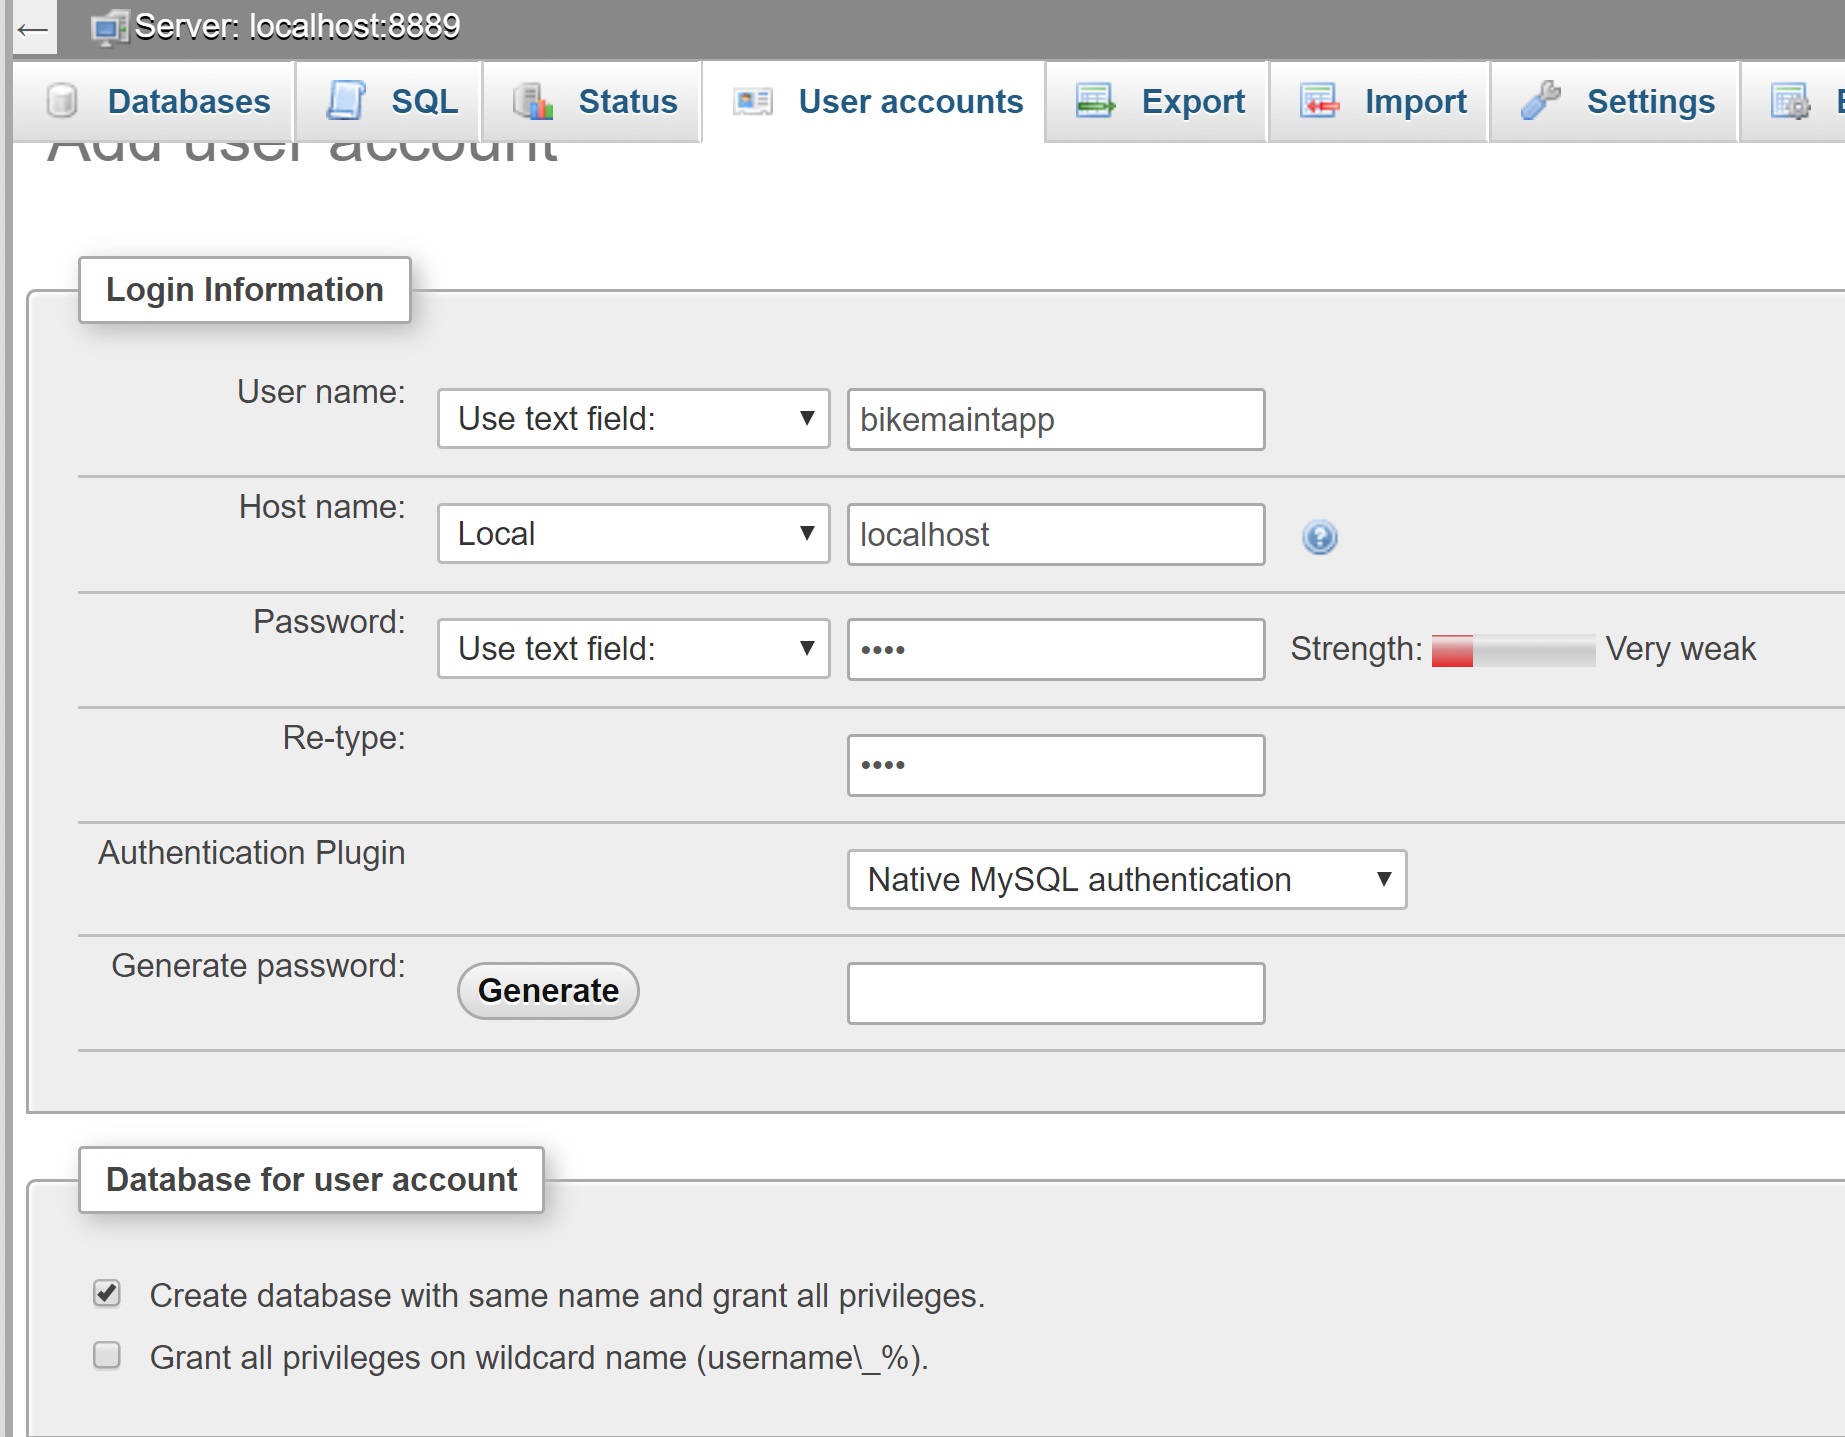 Server: localhost:8889
Databases SQL Status User accounts Export Import Settings
Add user account
Login Information
User name: Use text field: bikemaintapp
Host name: Local localhost
Password: Use text field: •••• Strength: Very weak
Re-type: ••••
Authentication Plugin Native MySQL authentication
Generate password: Generate
Database for user account
Create database with same name and grant all privileges.
Grant all privileges on wildcard name (username\_%).